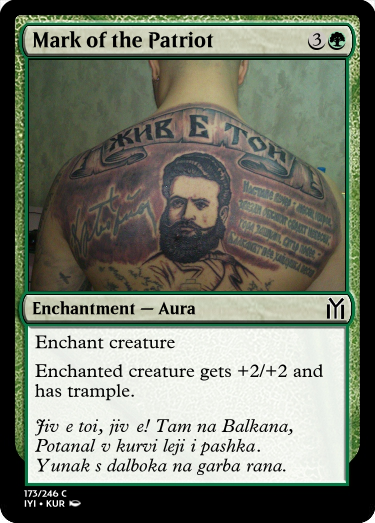 Mark of the Patriot
3
ЖИВ Е ТОЙ
Enchantment — Aura
Enchant creature
Enchanted creature gets +2/+2 and
has trample.
Jiv e toi, jiv e! Tam na Balkana,
Potanal v kurvi leji i pashka.
Yunak s dalboka na garba rana.
173/246 C
IYI • KUR